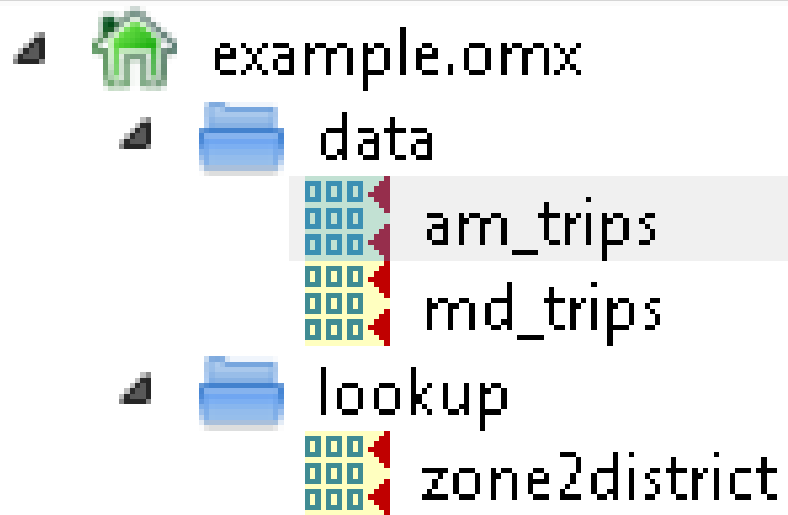 example.omx
data
am_trips
md_trips
lookup
zone2district